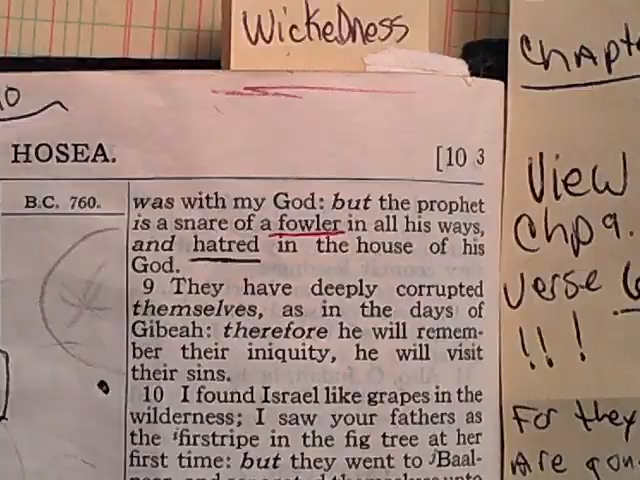 WickeDness
10
HOSEA.
[10 3
B.C. 760.
was with my God: but the prophet
is a snare of a fowler in all his ways,
and hatred in the house of his
God.
9 They have deeply corrupted
themselves, as in the days of
Gibeah: therefore he will remem-
ber their iniquity, he will visit
their sins.
10 I found Israel like grapes in the
wilderness; I saw your fathers as
the firstripe in the fig tree at her
first time: but they went to Baal-
View
Chp 9.
verse 6
!!!
For they
Are gon